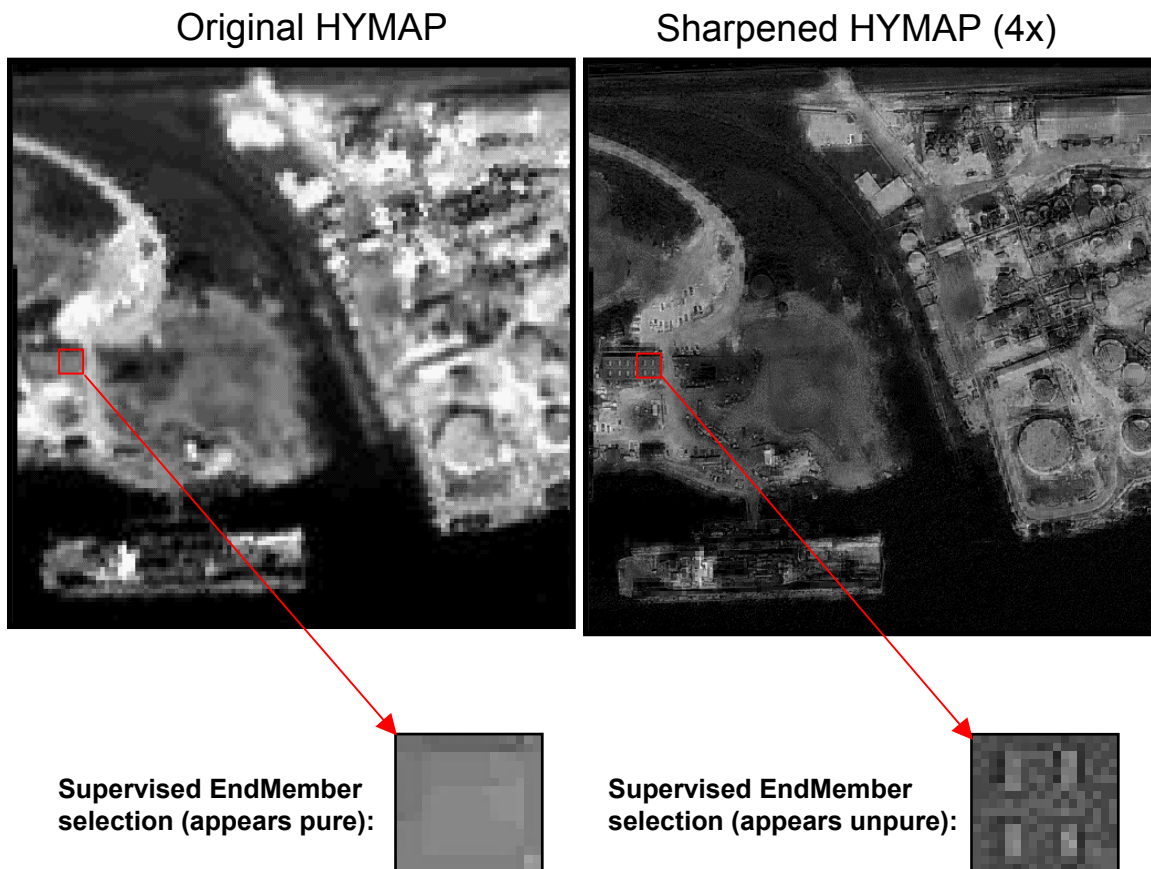 Original HYMAP
Sharpened HYMAP (4x)
Supervised EndMember
selection (appears pure):
Supervised EndMember
selection (appears unpure):